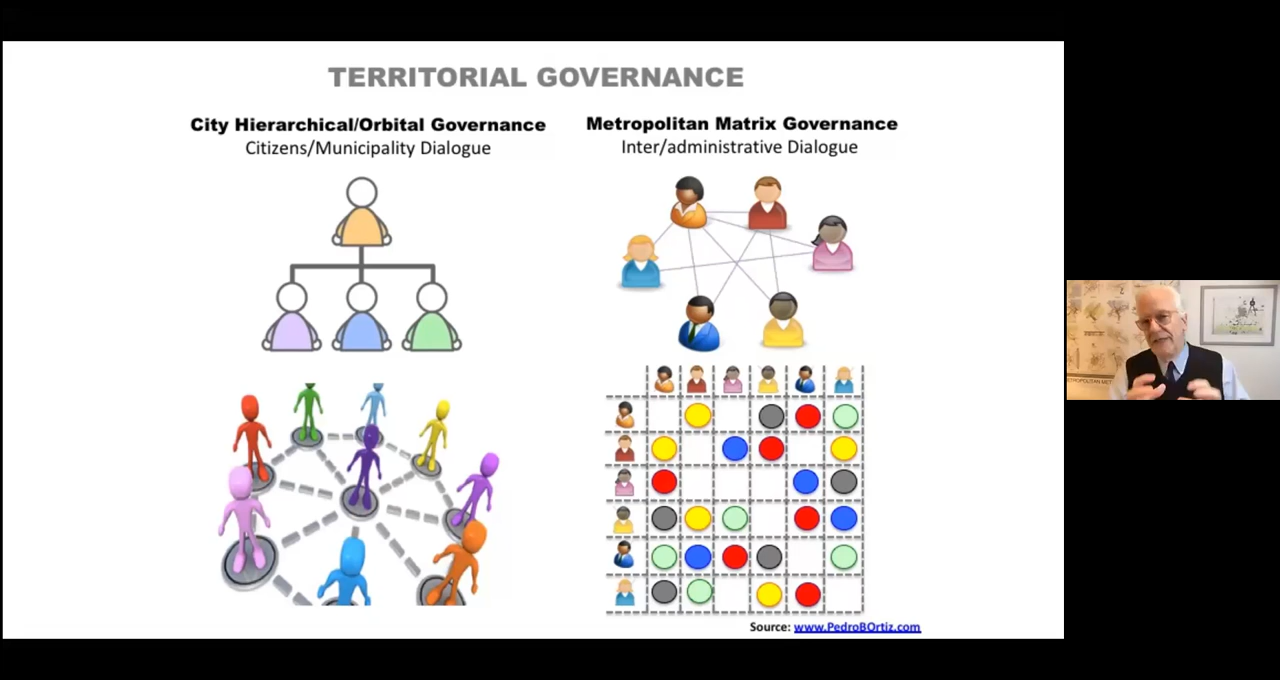 TERRITORIAL GOVERNANCE
City Hierarchical/Orbital Governance
Citizens/Municipality Dialogue
Metropolitan Matrix Governance
Inter/administrative Dialogue
Source: www.PedroBOrtiz.com